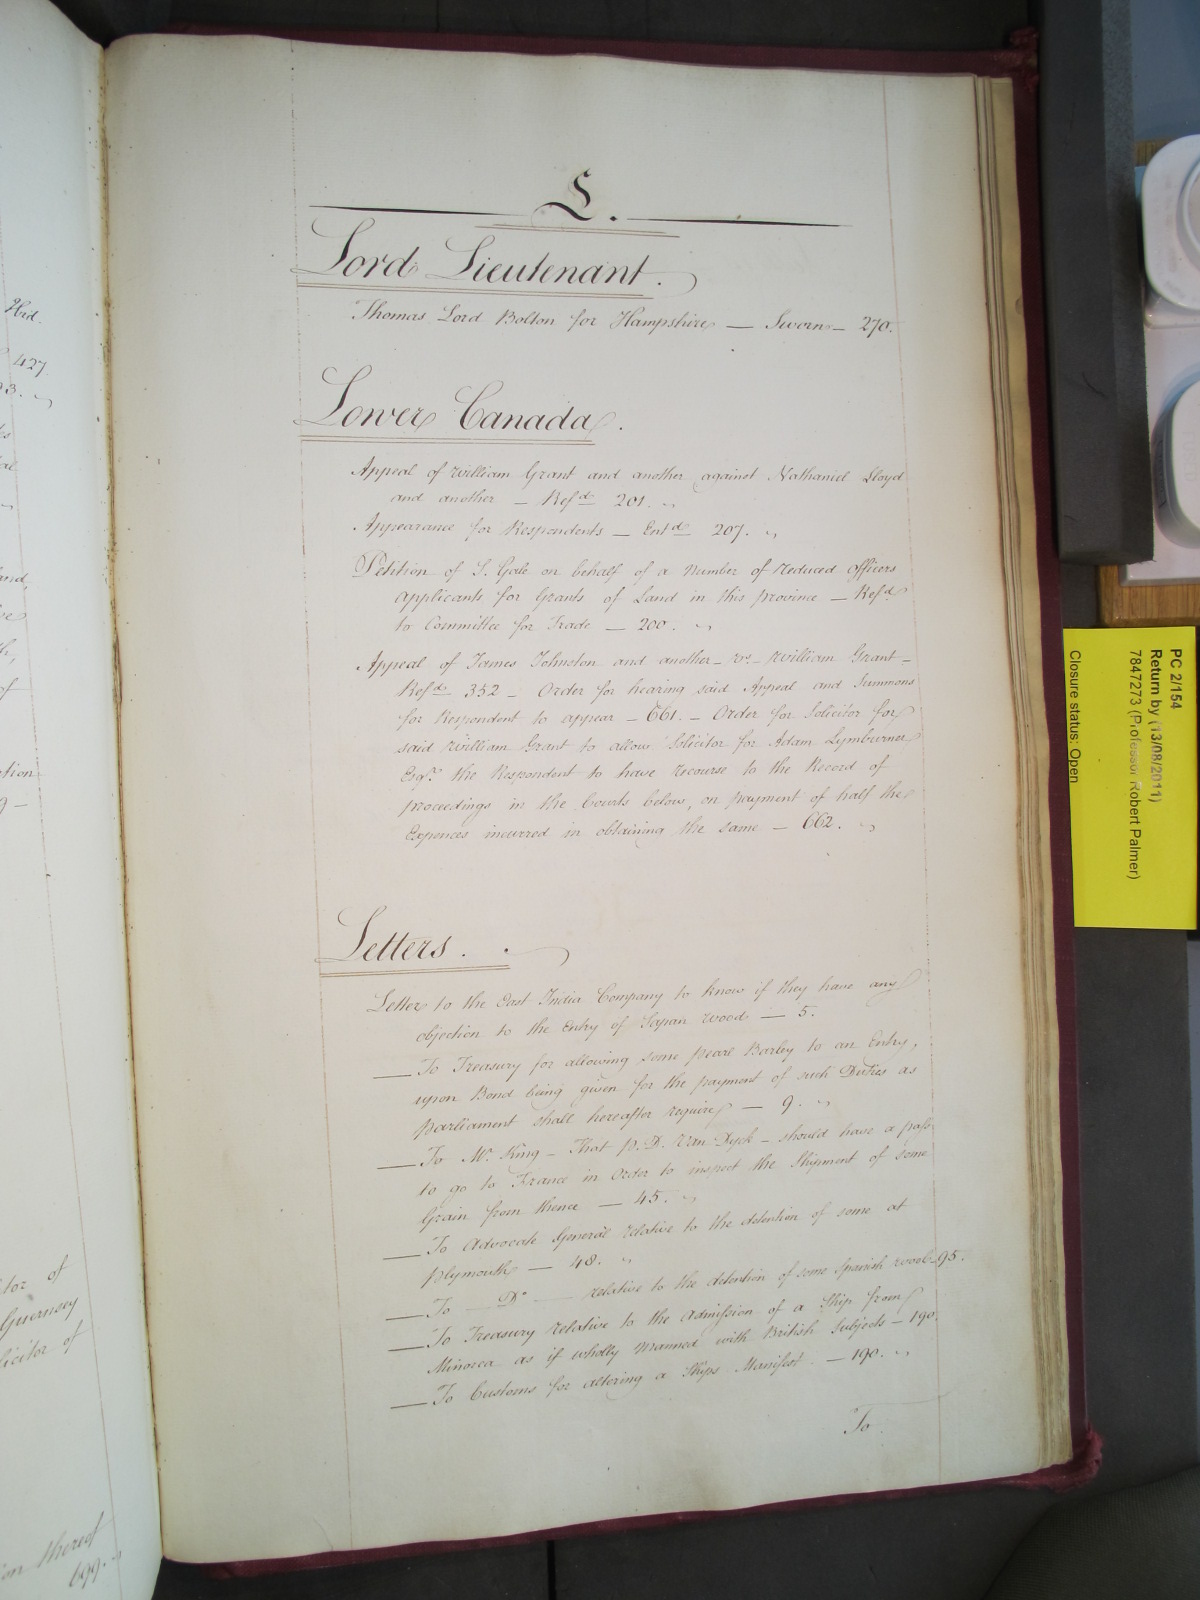 Ibid.
427
L.
Lord Lieutenant.
Thomas Lord Bolton for Hampshire — Sworn — 270.
Lower Canada.
Appeal of William Grant and another against Nathaniel Lloyd
and another — Refd 201.
Appearance for Respondents — Entd 207.
Petition of S. Gale on behalf of a Number of reduced Officers
applicants for Grants of Land in this province — Refd
to Committee for Trade — 200.
Appeal of James Johnston and another — vs — William Grant —
Refd 352 — Order for hearing said Appeal and Summons
for Respondent to appear — 661. — Order for Solicitor for
said William Grant to allow Solicitor for Adam Lymburner
Esqr. the Respondent to have recourse to the Record of
proceedings in the Courts below, on payment of half the
Expences incurred in obtaining the same — 662.
Letters.
Letter to the East India Company to know if they have any
objection to the Entry of Sapan Wood — 5.
— To Treasury for allowing some pearl Barley to an Entry,
upon Bond being given for the payment of such Duties as
parliament shall hereafter require — 9.
— To Mr. King — That P. D. Van Dyck — should have a pass
to go to France in Order to inspect the Shipment of some
Grain from thence — 45.
— To Advocate General relative to the detention of some at
Plymouth — 48.
— To — Do — relative to the detention of some Spanish wool — 95.
— To Treasury relative to the Admission of a Ship from
Minorca as if wholly Manned with British Subjects — 190.
— To Customs for altering a Ships Manifest — 190.
To
tor of
Guernsey
licitor of
thereof
699.
PC 2/154
Return by (13/08/2011)
7847273 (Professor Robert Palmer)
Closure status: Open